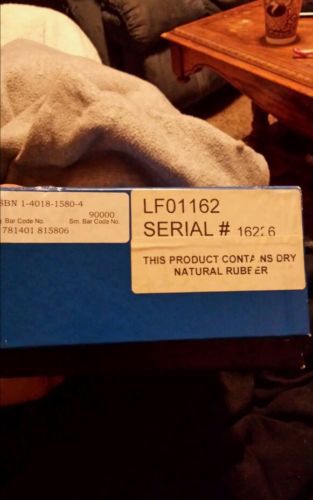 SBN 1-4018-1580-4
90000
Bar Code No.
Sm. Bar Code No.
781401 815806
LF01162
SERIAL #
THIS PRODUCT CONTAINS DRY
NATURAL RUBBER